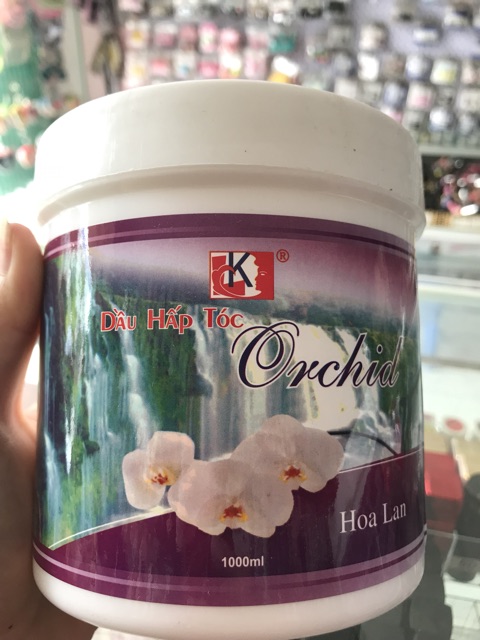 K ®
Dầu Hấp Tóc
Orchid
Hoa Lan
1000ml